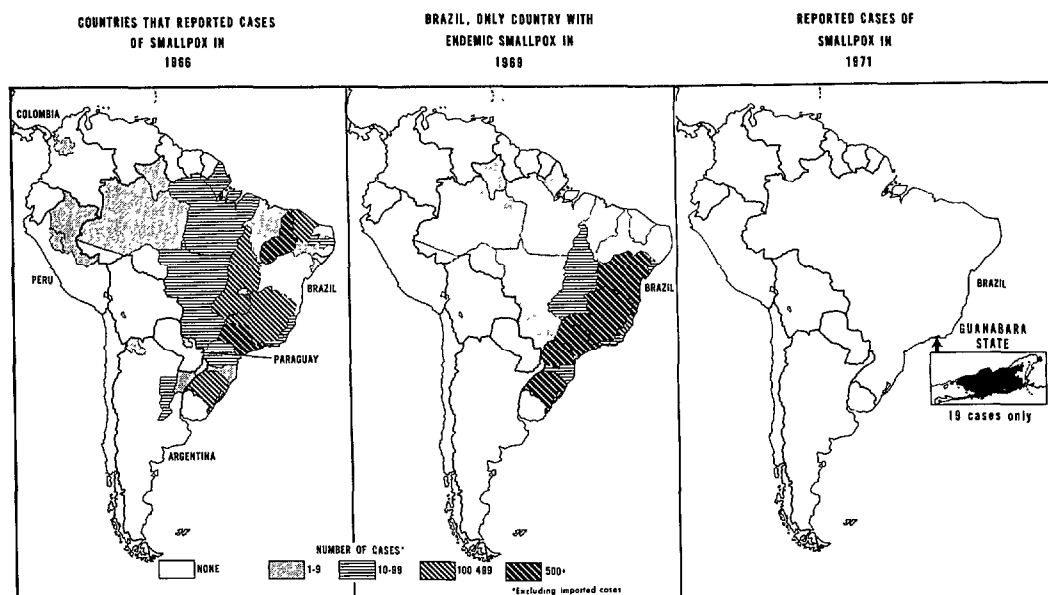 COUNTRIES THAT REPORTED CASES
OF SMALLPOX IN
1966
BRAZIL, ONLY COUNTRY WITH
ENDEMIC SMALLPOX IN
1969
REPORTED CASES OF
SMALLPOX IN
1971
COLOMBIA
PERU
BRAZIL
PARAGUAY
ARGENTINA
BRAZIL
BRAZIL
GUANABARA
STATE
19 cases only
NUMBER OF CASES*
NONE
1-9
10-99
100 499
500+
*Excluding imported cases